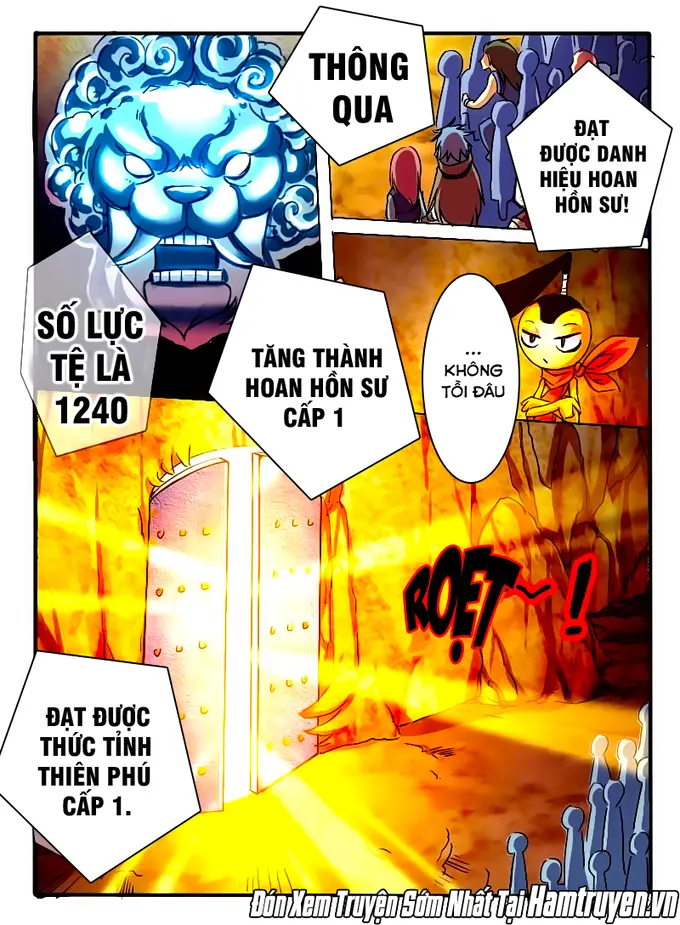 THÔNG
QUA
ĐẠT
ĐƯỢC DANH
HIỆU HOAN
HỒN SƯ!
SỐ LỰC
TỆ LÀ
1240
TĂNG THÀNH
HOAN HỒN SƯ
CẤP 1
...
KHÔNG
TỒI ĐÂU
RỌẸT~!
ĐẠT ĐƯỢC
THỨC TỈNH
THIÊN PHÚ
CẤP 1.
Đón Xem Truyện Sớm Nhất Tại Hamtruyen.vn